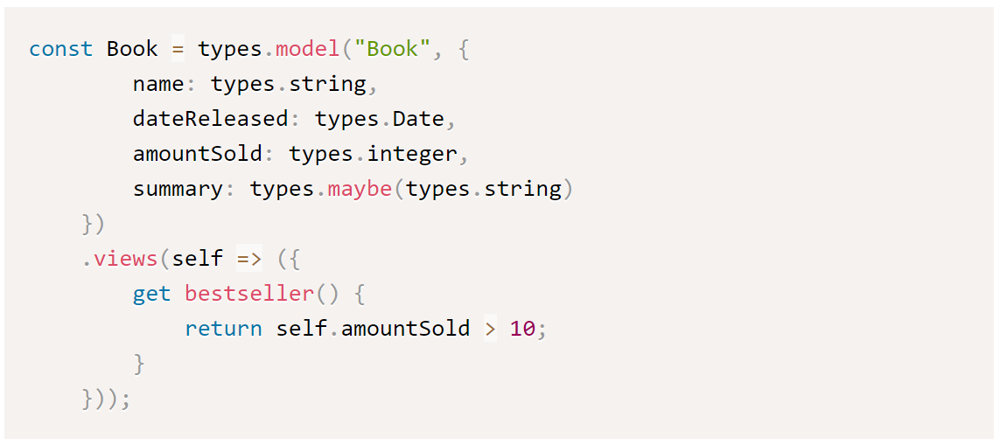 const Book = types.model("Book", {
        name: types.string,
        dateReleased: types.Date,
        amountSold: types.integer,
        summary: types.maybe(types.string)
    })
    .views(self => ({
        get bestseller() {
            return self.amountSold > 10;
        }
    }));